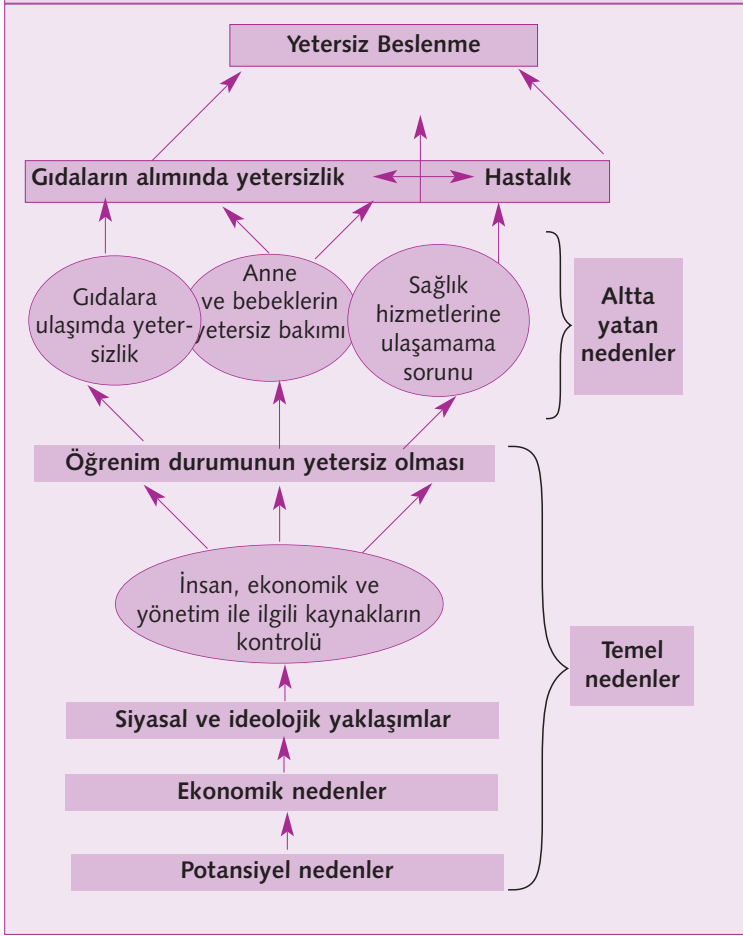 Yetersiz Beslenme
Gıdaların alımında yetersizlik
Hastalık
Gıdalara
ulaşımda yeter-
sizlik
Anne
ve bebeklerin
yetersiz bakımı
Sağlık
hizmetlerine
ulaşamama
sorunu
Altta
yatan
nedenler
Öğrenim durumunun yetersiz olması
İnsan, ekonomik ve
yönetim ile ilgili kaynakların
kontrolü
Temel
nedenler
Siyasal ve ideolojik yaklaşımlar
Ekonomik nedenler
Potansiyel nedenler